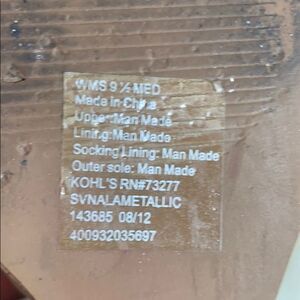 WMS 9 ½ MED
Made in China
Upper:Man Made
Lining:Man Made
Socking Lining: Man Made
Outer sole: Man Made
KOHL'S RN#73277
SVNALAMETALLIC
143685 08/12
400932035697